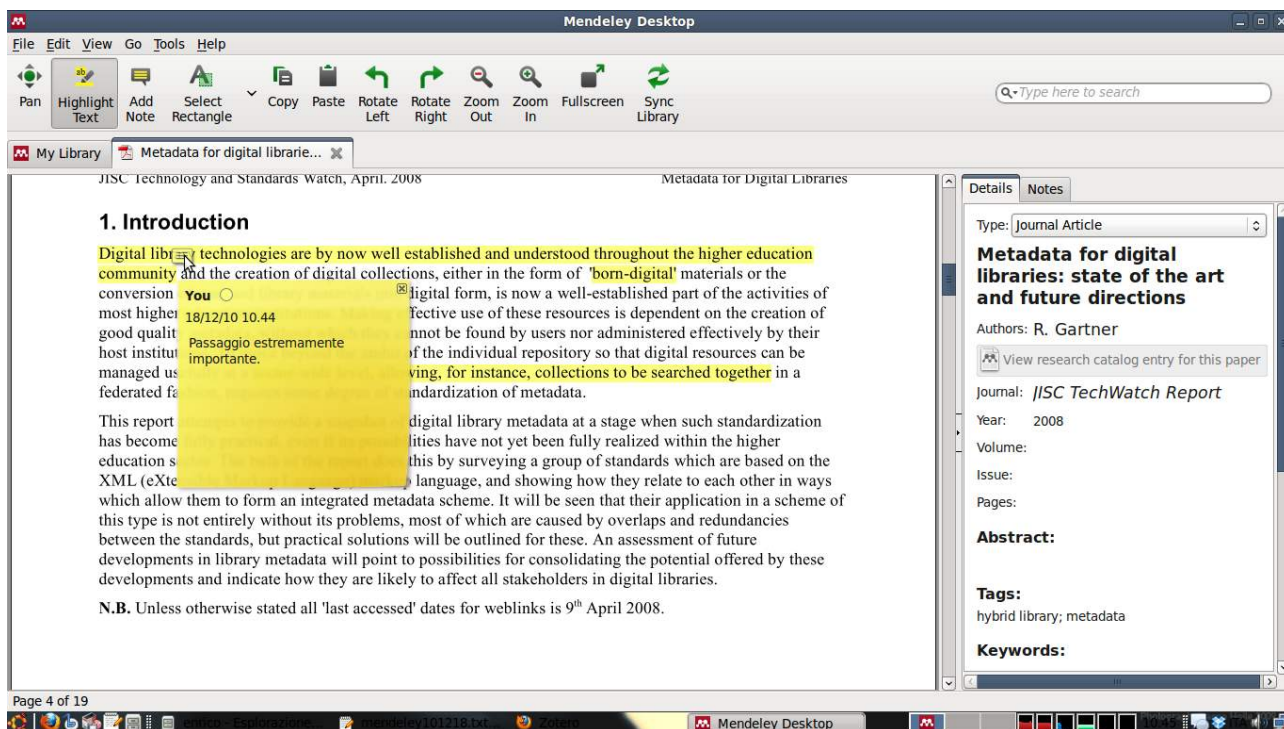 Mendeley Desktop
File Edit View Go Tools Help
Pan Highlight Text Add Note Select Rectangle Copy Paste Rotate Left Rotate Right Zoom Out Zoom In Fullscreen Sync Library
Type here to search
My Library Metadata for digital librarie...
JISC Technology and Standards Watch, April. 2008 Metadata for Digital Libraries
1. Introduction
Digital library technologies are by now well established and understood throughout the higher education
community and the creation of digital collections, either in the form of 'born-digital' materials or the
conversion digital form, is now a well-established part of the activities of
most higher effective use of these resources is dependent on the creation of
good quality nnot be found by users nor administered effectively by their
host institut of the individual repository so that digital resources can be
managed us ving, for instance, collections to be searched together in a
federated fa ndardization of metadata.
This report digital library metadata at a stage when such standardization
has become lities have not yet been fully realized within the higher
education s this by surveying a group of standards which are based on the
XML (eXte language, and showing how they relate to each other in ways
which allow them to form an integrated metadata scheme. It will be seen that their application in a scheme of
this type is not entirely without its problems, most of which are caused by overlaps and redundancies
between the standards, but practical solutions will be outlined for these. An assessment of future
developments in library metadata will point to possibilities for consolidating the potential offered by these
developments and indicate how they are likely to affect all stakeholders in digital libraries.
N.B. Unless otherwise stated all 'last accessed' dates for weblinks is 9th April 2008.
You
18/12/10 10.44
Passaggio estremamente
importante.
Details Notes
Type: Journal Article
Metadata for digital
libraries: state of the art
and future directions
Authors: R. Gartner
View research catalog entry for this paper
Journal: JISC TechWatch Report
Year: 2008
Volume:
Issue:
Pages:
Abstract:
Tags:
hybrid library; metadata
Keywords:
Page 4 of 19
enrico - Esplorazione... mendeley101218.txt... Zotero Mendeley Desktop 10.45 ITA